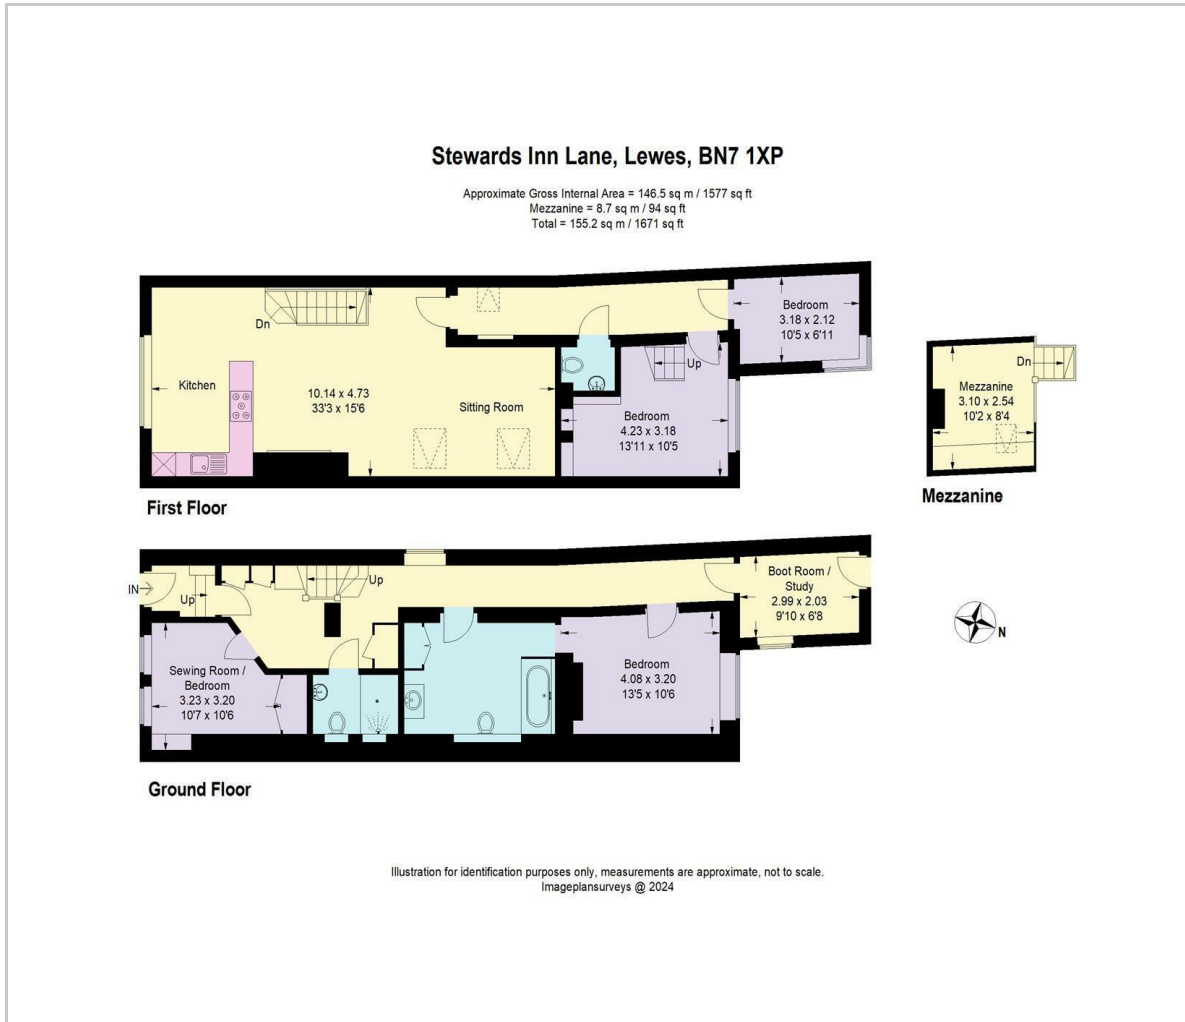 Stewards Inn Lane, Lewes, BN7 1XP
Approximate Gross Internal Area = 146.5 sq m / 1577 sq ft
Mezzanine = 8.7 sq m / 94 sq ft
Total = 155.2 sq m / 1671 sq ft
Dn
Kitchen
10.14 x 4.73
33'3 x 15'6
Sitting Room
Up
Bedroom
4.23 x 3.18
13'11 x 10'5
Bedroom
3.18 x 2.12
10'5 x 6'11
First Floor
Dn
Mezzanine
3.10 x 2.54
10'2 x 8'4
Mezzanine
IN
Up
Up
Sewing Room /
Bedroom
3.23 x 3.20
10'7 x 10'6
Bedroom
4.08 x 3.20
13'5 x 10'6
Boot Room /
Study
2.99 x 2.03
9'10 x 6'8
N
Ground Floor
Illustration for identification purposes only, measurements are approximate, not to scale.
Imageplansurveys @ 2024